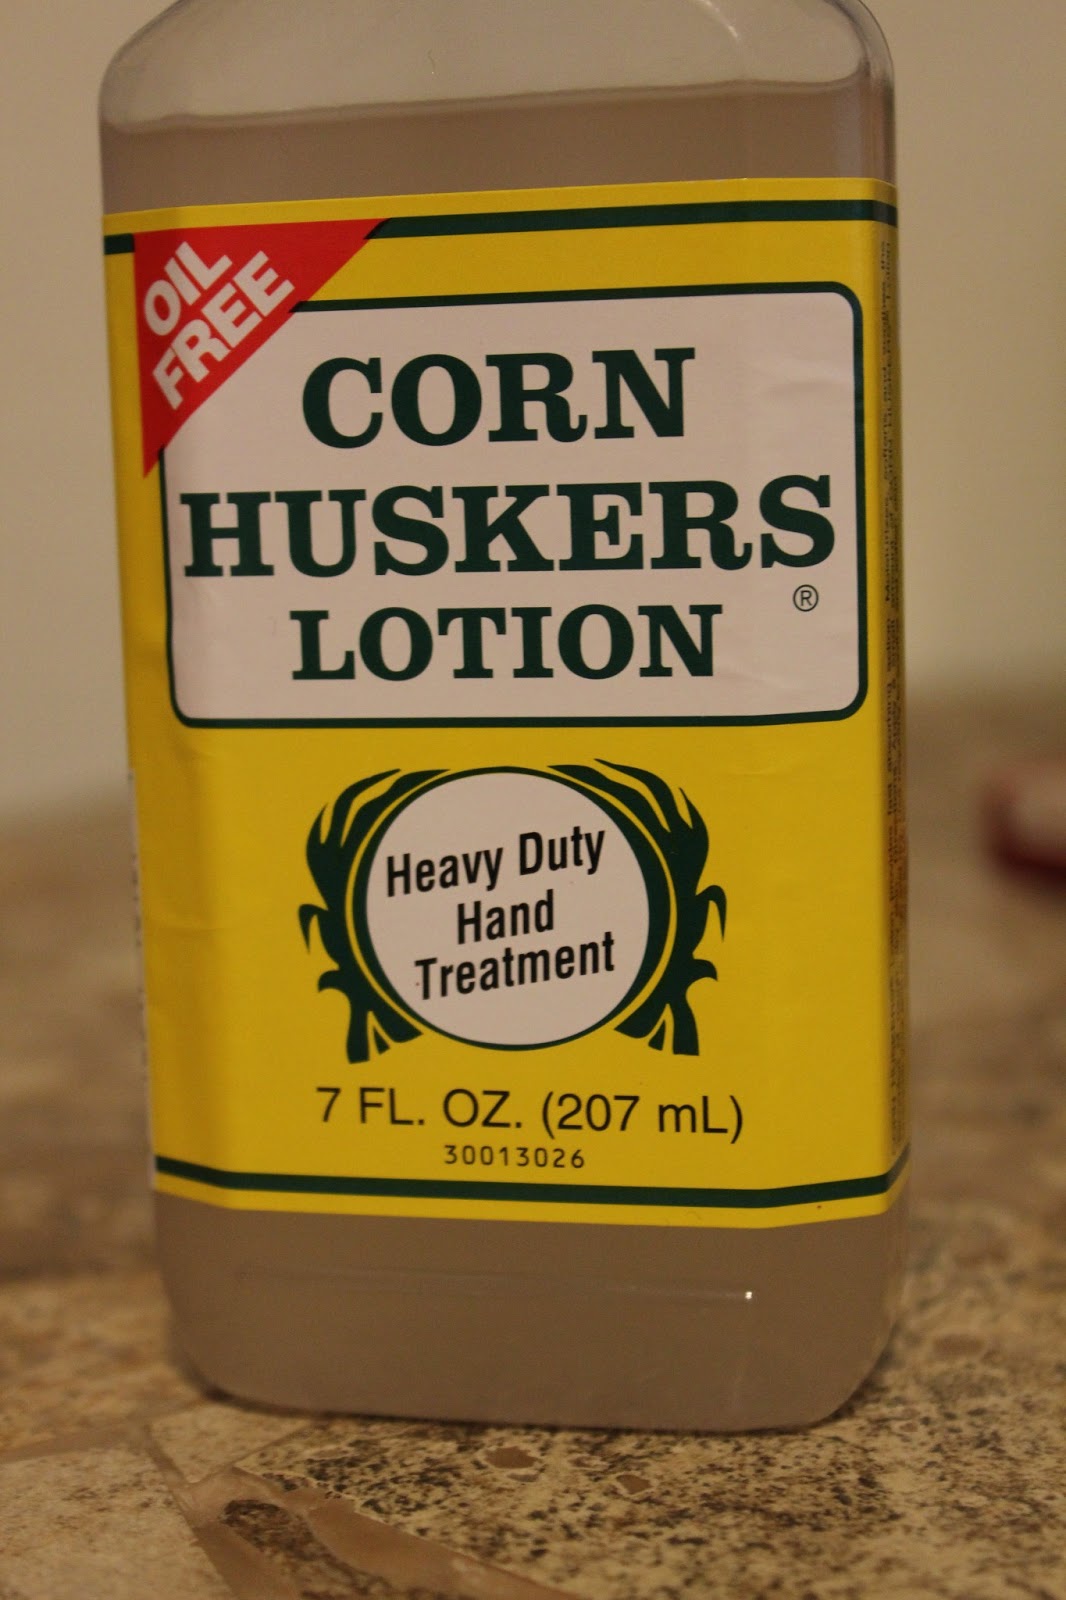 OIL
FREE
CORN
HUSKERS
LOTION
®
Heavy Duty
Hand
Treatment
7 FL. OZ. (207 mL)
30013026